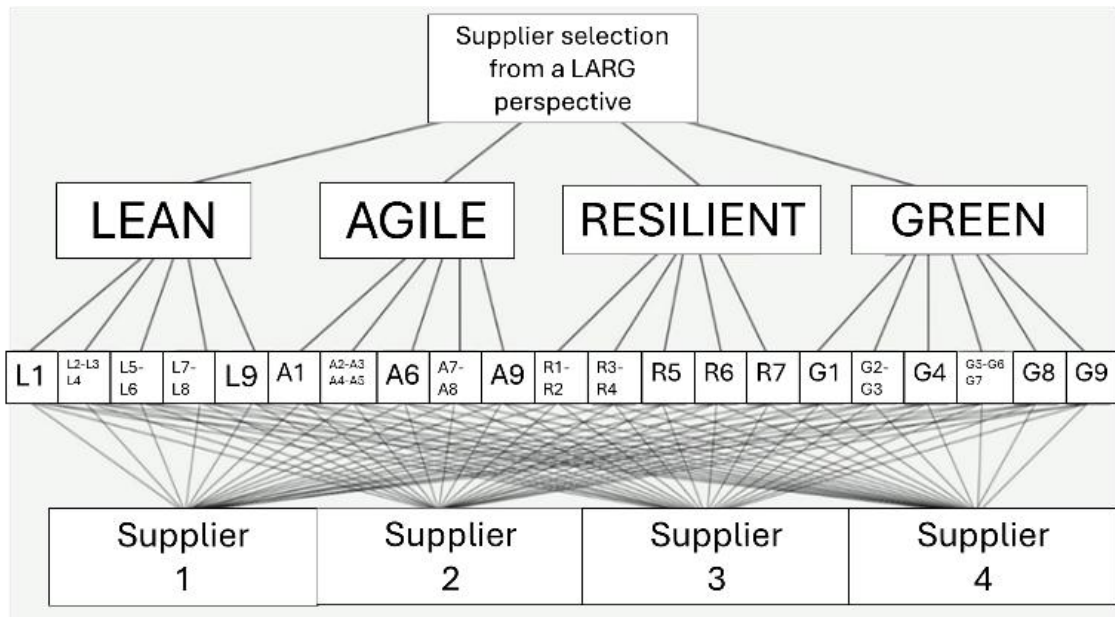 Supplier selection
from a LARG
perspective
LEAN
AGILE
RESILIENT
GREEN
L1
L2-L3
L4
L5-
L6
L7-
L8
L9
A1
A2-A3
A4-A5
A6
A7-
A8
A9
R1-
R2
R3-
R4
R5
R6
R7
G1
G2-
G3
G4
G5-G6
G7
G8
G9
Supplier
1
Supplier
2
Supplier
3
Supplier
4